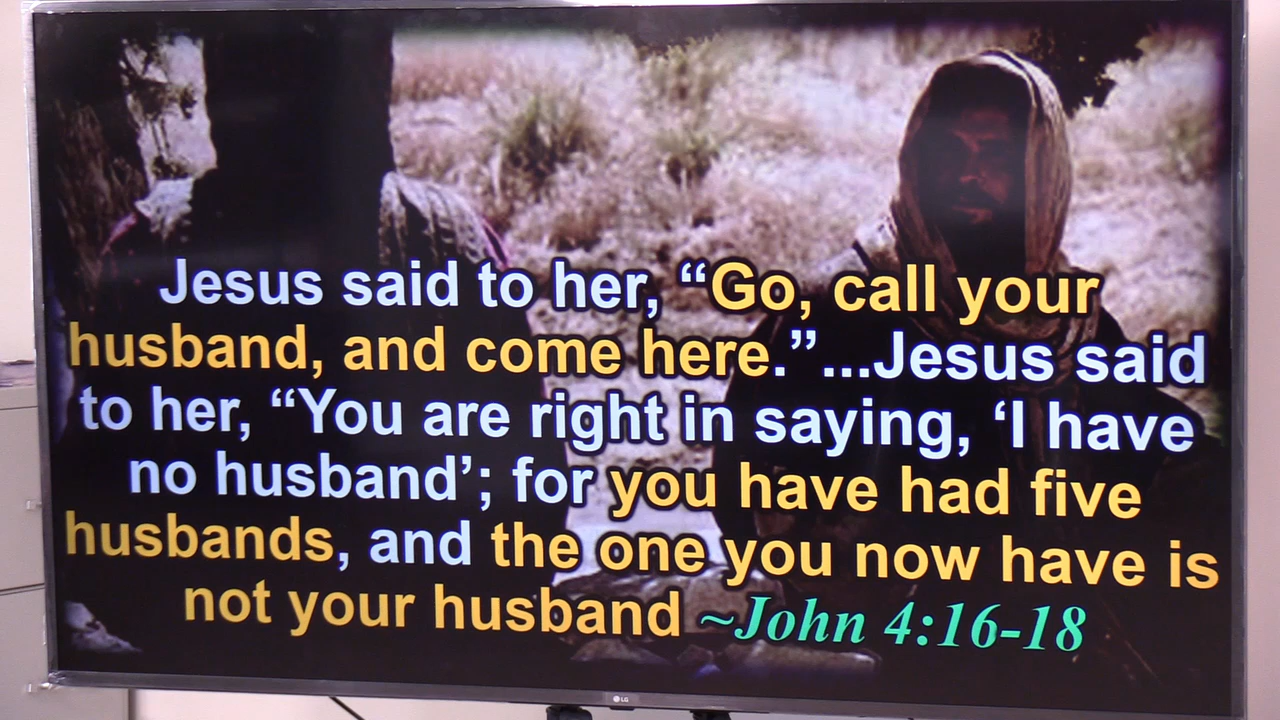 Jesus said to her, “Go, call your
husband, and come here.”...Jesus said
to her, “You are right in saying, ‘I have
no husband’; for you have had five
husbands, and the one you now have is
not your husband ~John 4:16-18
LG